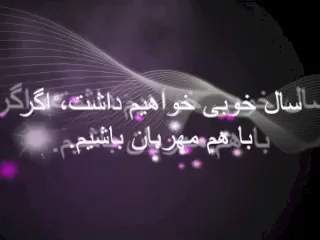 سال خوبی خواهیم داشت، اگر
با هم مهربان باشیم.